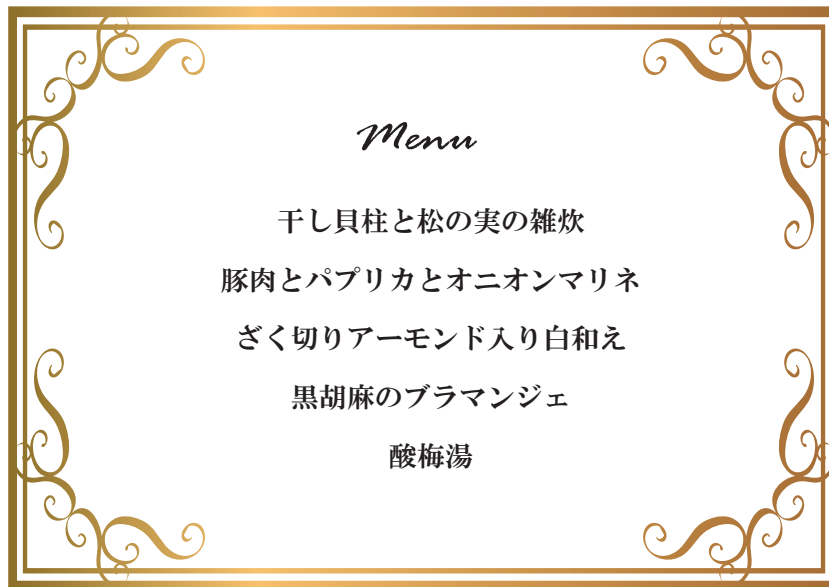 Menu
干し貝柱と松の実の雑炊
豚肉とパプリカとオニオンマリネ
ざく切りアーモンド入り白和え
黒胡麻のブラマンジェ
酸梅湯